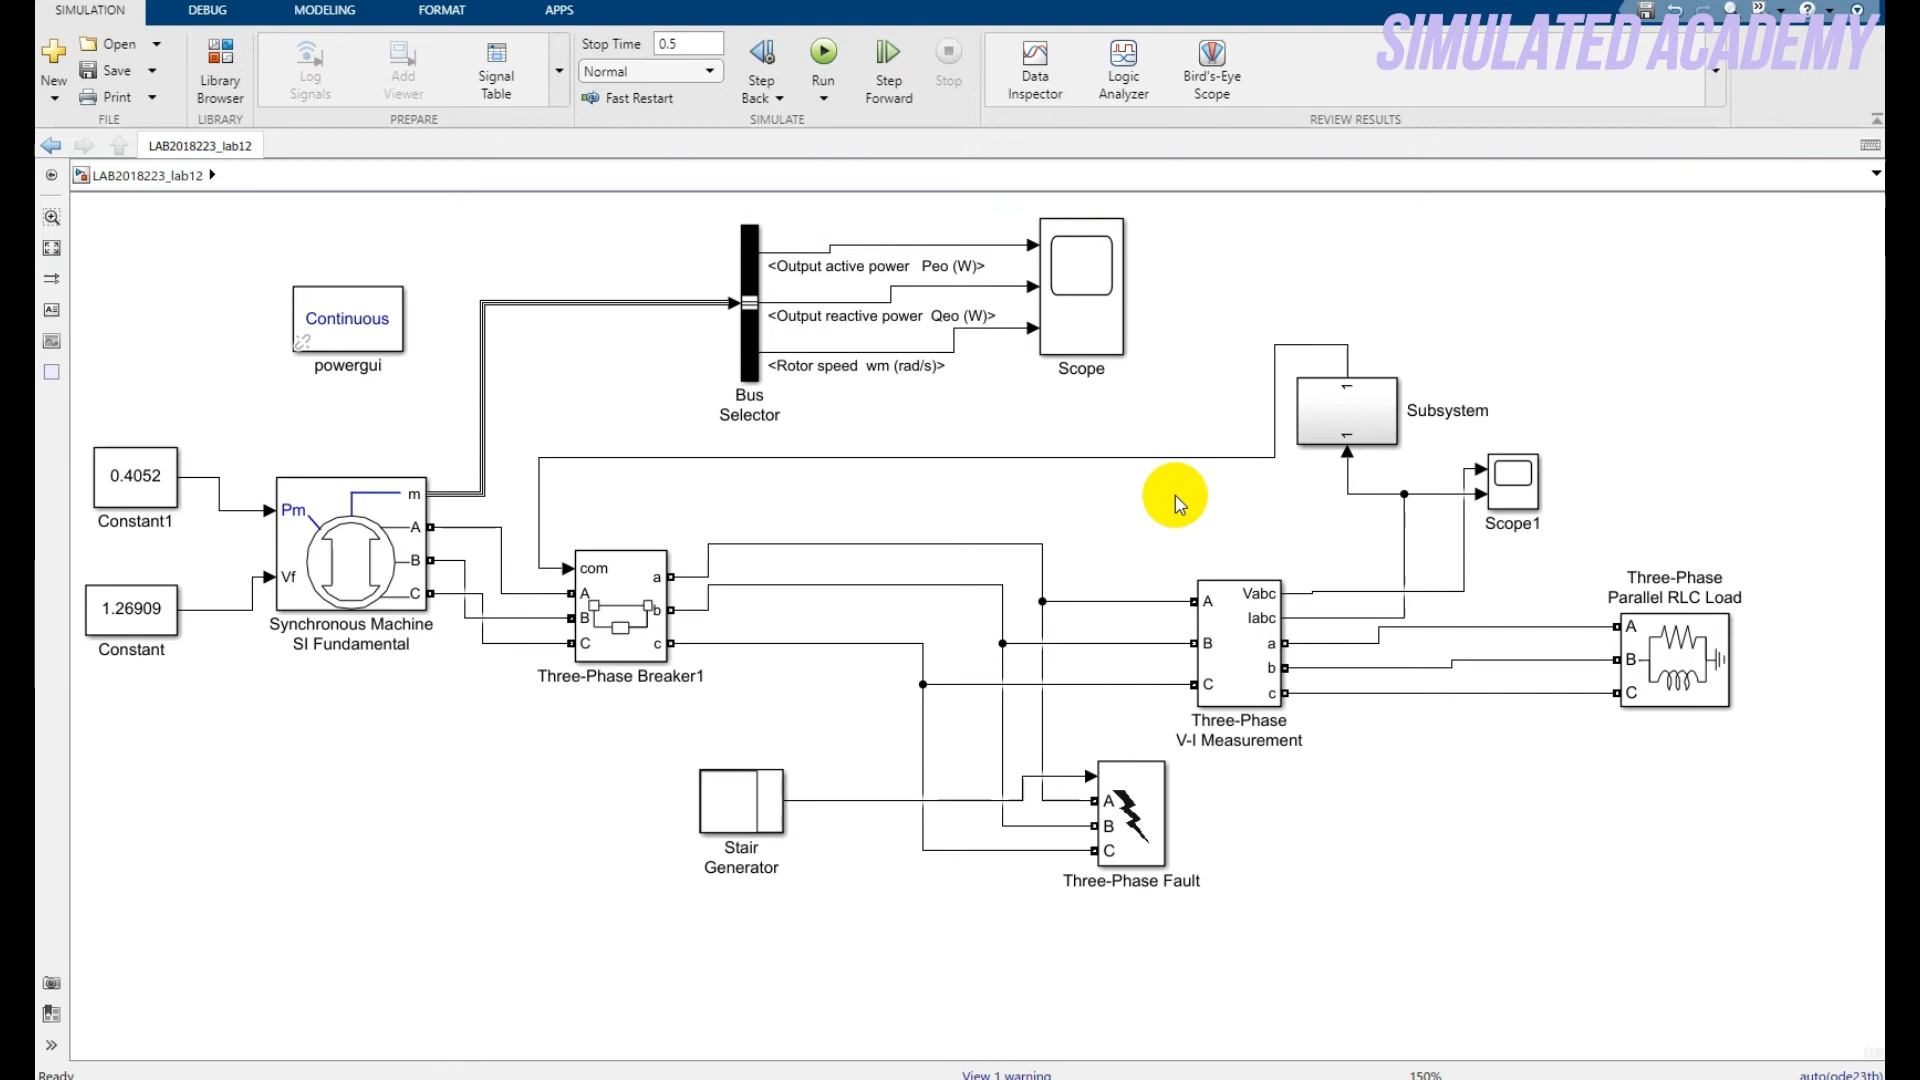 SIMULATION
DEBUG
MODELING
FORMAT
APPS
SIMULATED ACADEMY
New
Open
Save
Print
FILE
Library
Browser
LIBRARY
Log
Signals
Add
Viewer
Signal
Table
PREPARE
Stop Time 0.5
Normal
Fast Restart
Step
Back
Run
Step
Forward
Stop
SIMULATE
Data
Inspector
Logic
Analyzer
Bird's-Eye
Scope
REVIEW RESULTS
LAB2018223_lab12
LAB2018223_lab12
Continuous
powergui
<Output active power Peo (W)>
<Output reactive power Qeo (W)>
<Rotor speed wm (rad/s)>
Bus
Selector
Scope
1
1
Subsystem
Scope1
0.4052
Constant1
1.26909
Constant
Pm
Vf
m
A
B
C
Synchronous Machine
SI Fundamental
com
A
B
C
a
b
c
Three-Phase Breaker1
A
B
C
Vabc
Iabc
a
b
c
Three-Phase
V-I Measurement
Three-Phase
Parallel RLC Load
A
B
C
Stair
Generator
A
B
C
Three-Phase Fault
Ready
View 1 warning
150%
auto(ode23tb)